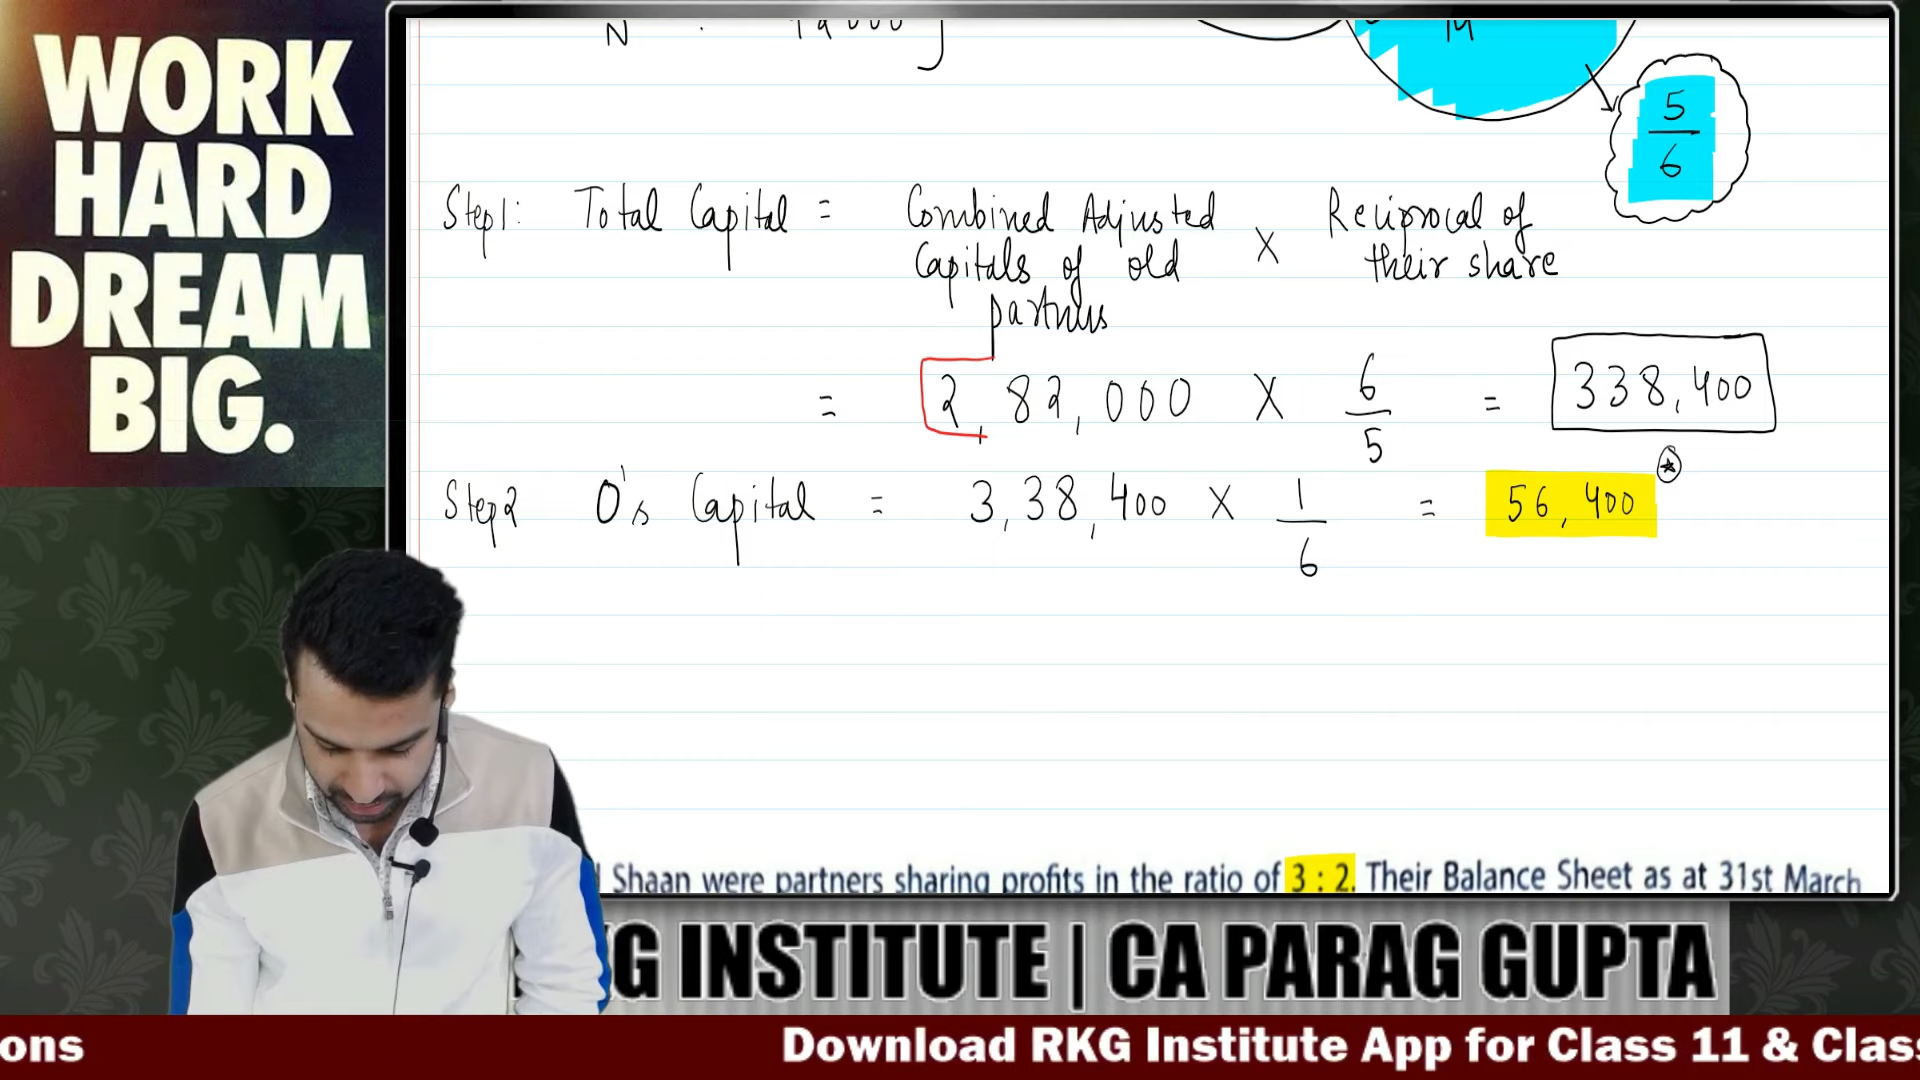 WORK
HARD
DREAM
BIG.
N
5
6
Step1: Total Capital = Combined Adjusted Capitals of old partners X Reciprocal of their share
= 2,82,000 X 6/5 = 338,400
Step2 O's Capital = 3,38,400 X 1/6 = 56,400
Shaan were partners sharing profits in the ratio of 3 : 2. Their Balance Sheet as at 31st March
G INSTITUTE | CA PARAG GUPTA
ons Download RKG Institute App for Class 11 & Clas